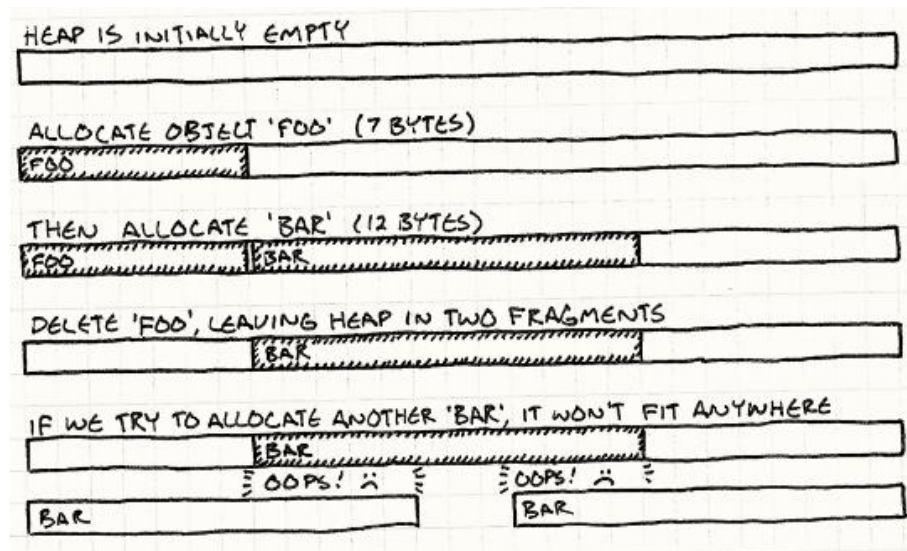 HEAP IS INITIALLY EMPTY
ALLOCATE OBJECT 'FOO' (7 BYTES)
FOO
THEN ALLOCATE 'BAR' (12 BYTES)
FOO BAR
DELETE 'FOO', LEAVING HEAP IN TWO FRAGMENTS
BAR
IF WE TRY TO ALLOCATE ANOTHER 'BAR', IT WON'T FIT ANYWHERE
BAR
OOPS! :( OOPS! :(
BAR BAR